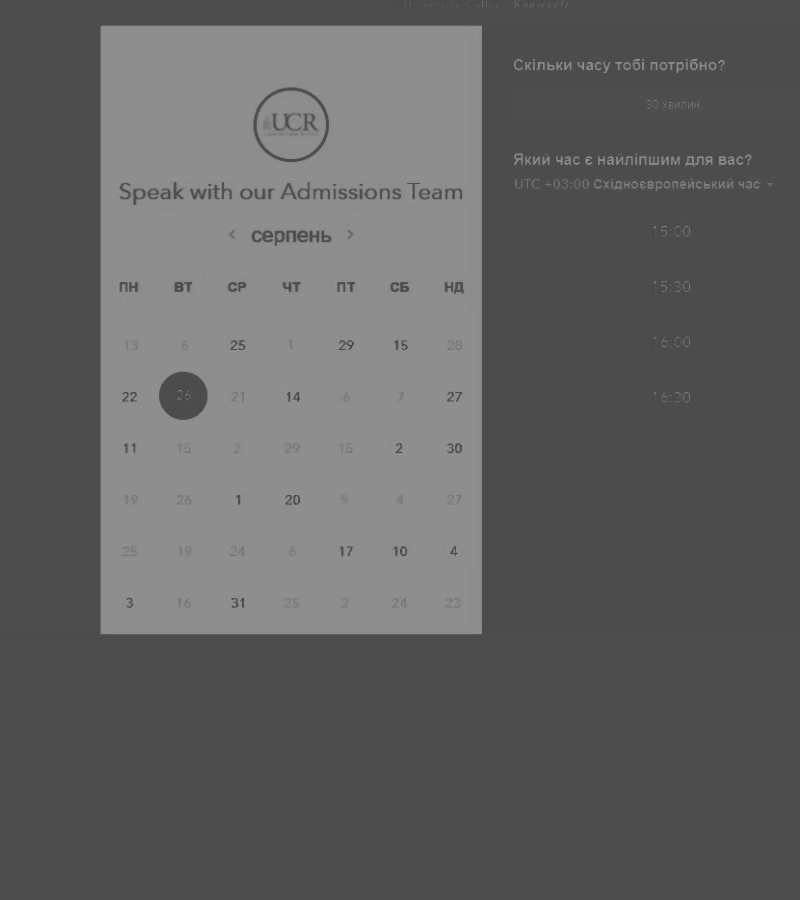 University College Roosevelt
UCR
Speak with our Admissions Team
‹ серпень ›
ПН ВТ СР ЧТ ПТ СБ НД
13 6 25 1 29 15 28
22 26 21 14 6 7 27
11 15 2 29 15 2 30
19 26 1 20 5 4 27
25 19 24 6 17 10 4
3 16 31 25 2 24 23
Скільки часу тобі потрібно?
30 хвилин
Який час є найліпшим для вас?
UTC +03:00 Східноєвропейський час
15:00
15:30
16:00
16:30